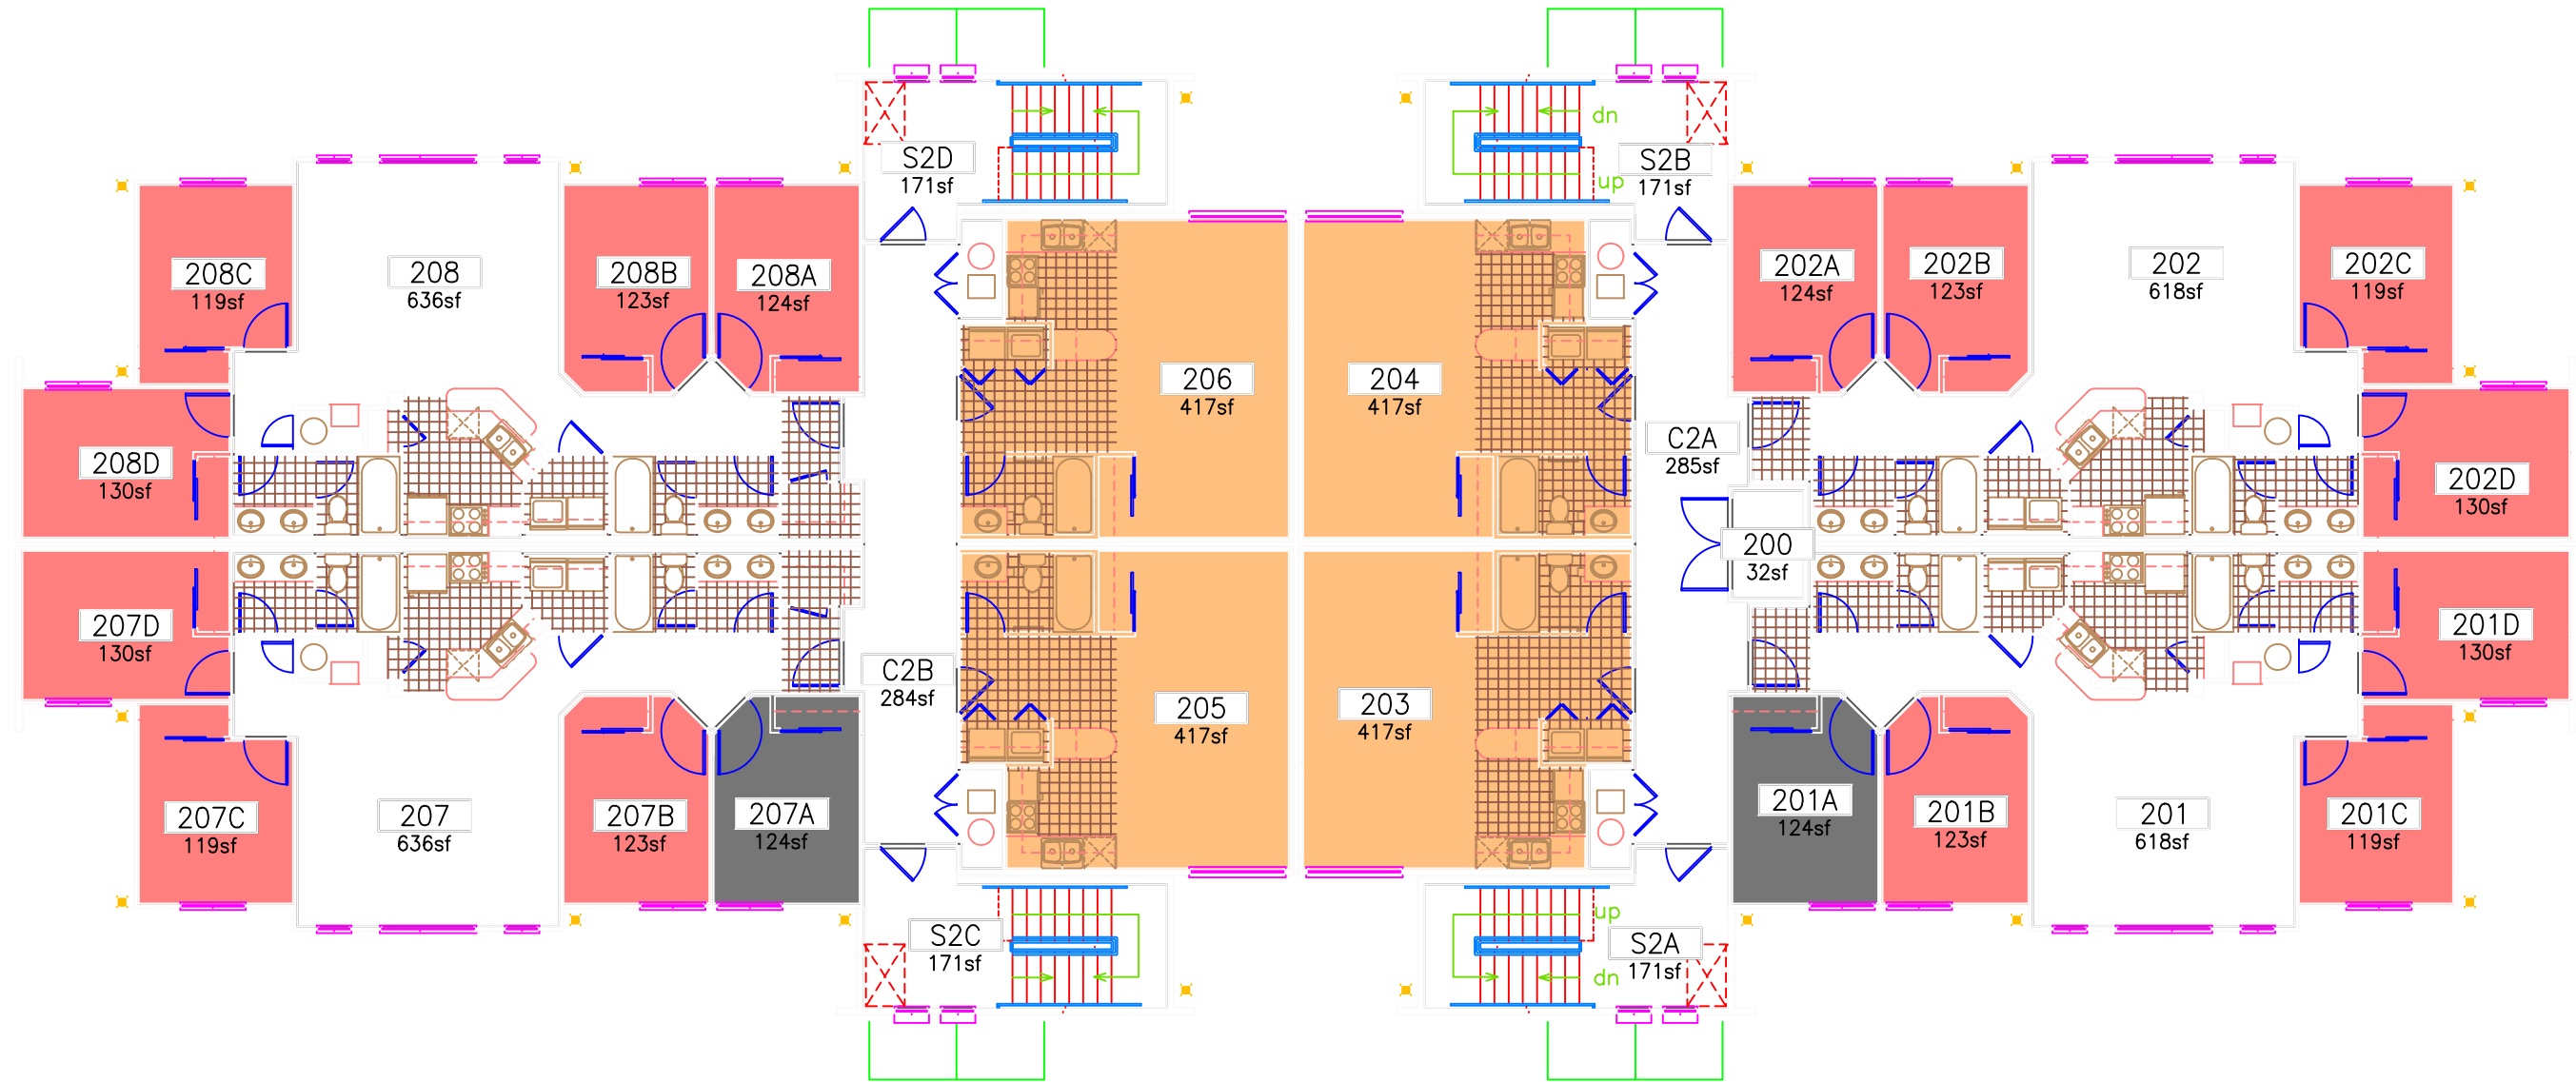 dn
S2D
171sf
S2B
171sf
up
208C
119sf
208
636sf
208B
123sf
208A
124sf
202A
124sf
202B
123sf
202
618sf
202C
119sf
206
417sf
204
417sf
C2A
285sf
208D
130sf
202D
130sf
200
32sf
207D
130sf
201D
130sf
C2B
284sf
205
417sf
203
417sf
207C
119sf
207
636sf
207B
123sf
207A
124sf
201A
124sf
201B
123sf
201
618sf
201C
119sf
up
S2C
171sf
S2A
171sf
dn